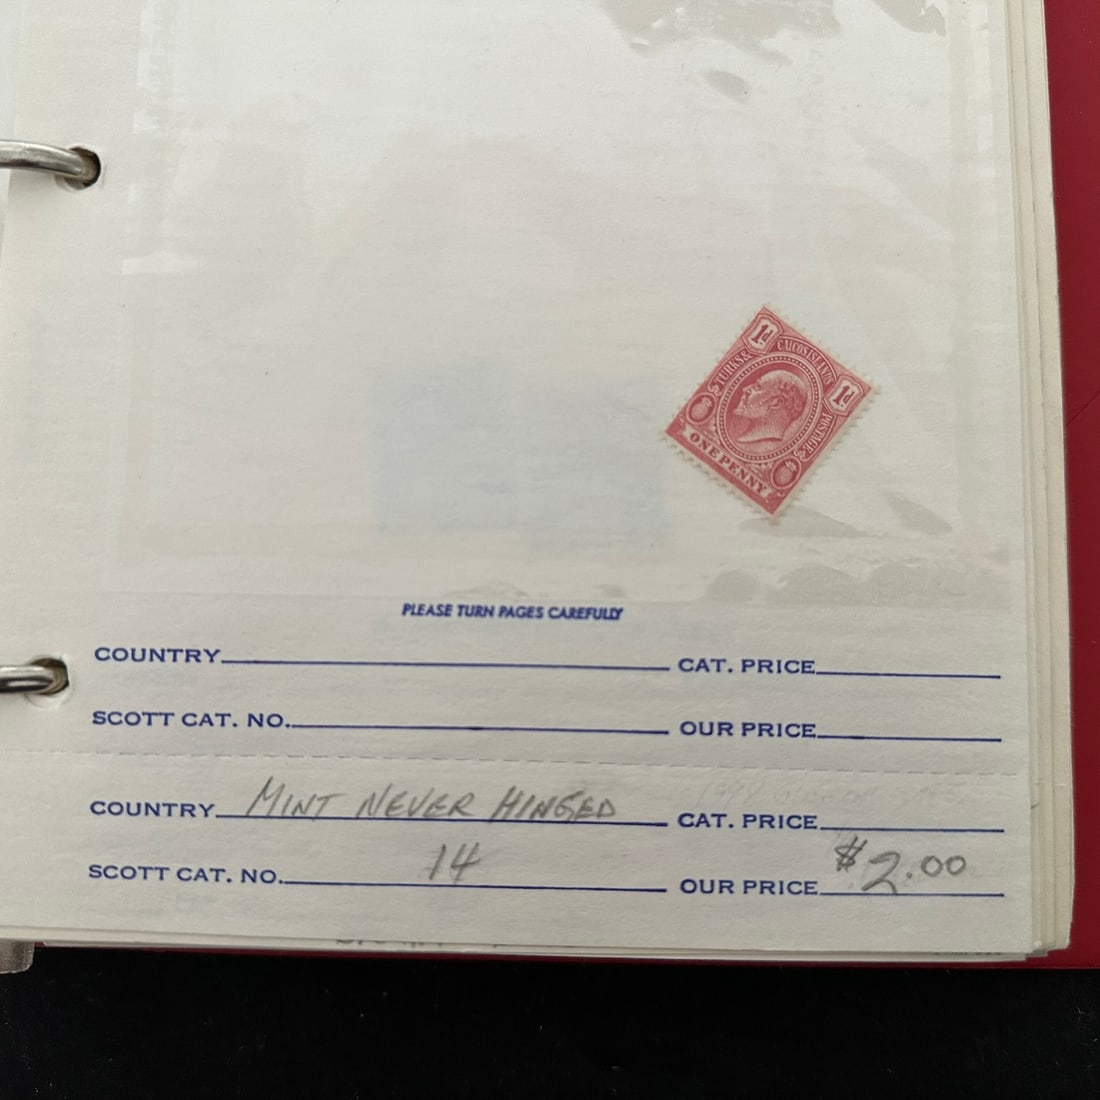 1d
TURKS & CAICOS ISLANDS
1d
POSTAGE
ONE PENNY
PLEASE TURN PAGES CAREFULLY
COUNTRY CAT. PRICE
SCOTT CAT. NO. OUR PRICE
COUNTRY MINT NEVER HINGED CAT. PRICE
SCOTT CAT. NO. 14 OUR PRICE $2.00